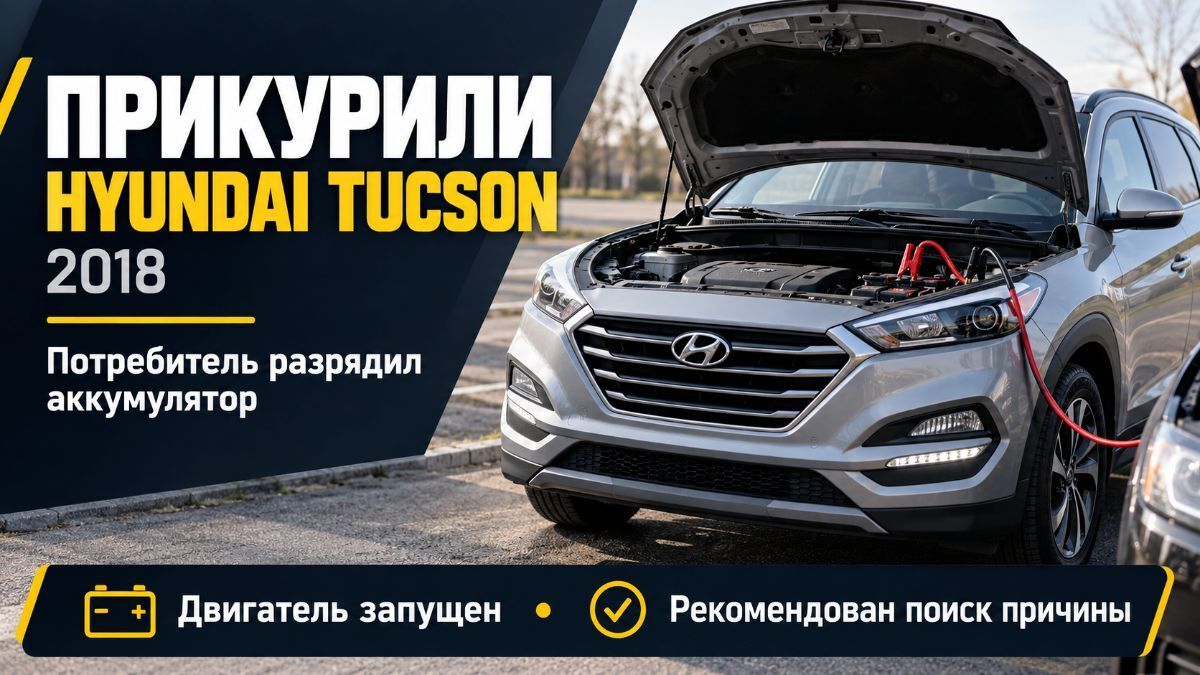 ПРИКУРИЛИ
HYUNDAI TUCSON
2018
Потребитель разрядил
аккумулятор
Двигатель запущен • Рекомендован поиск причины